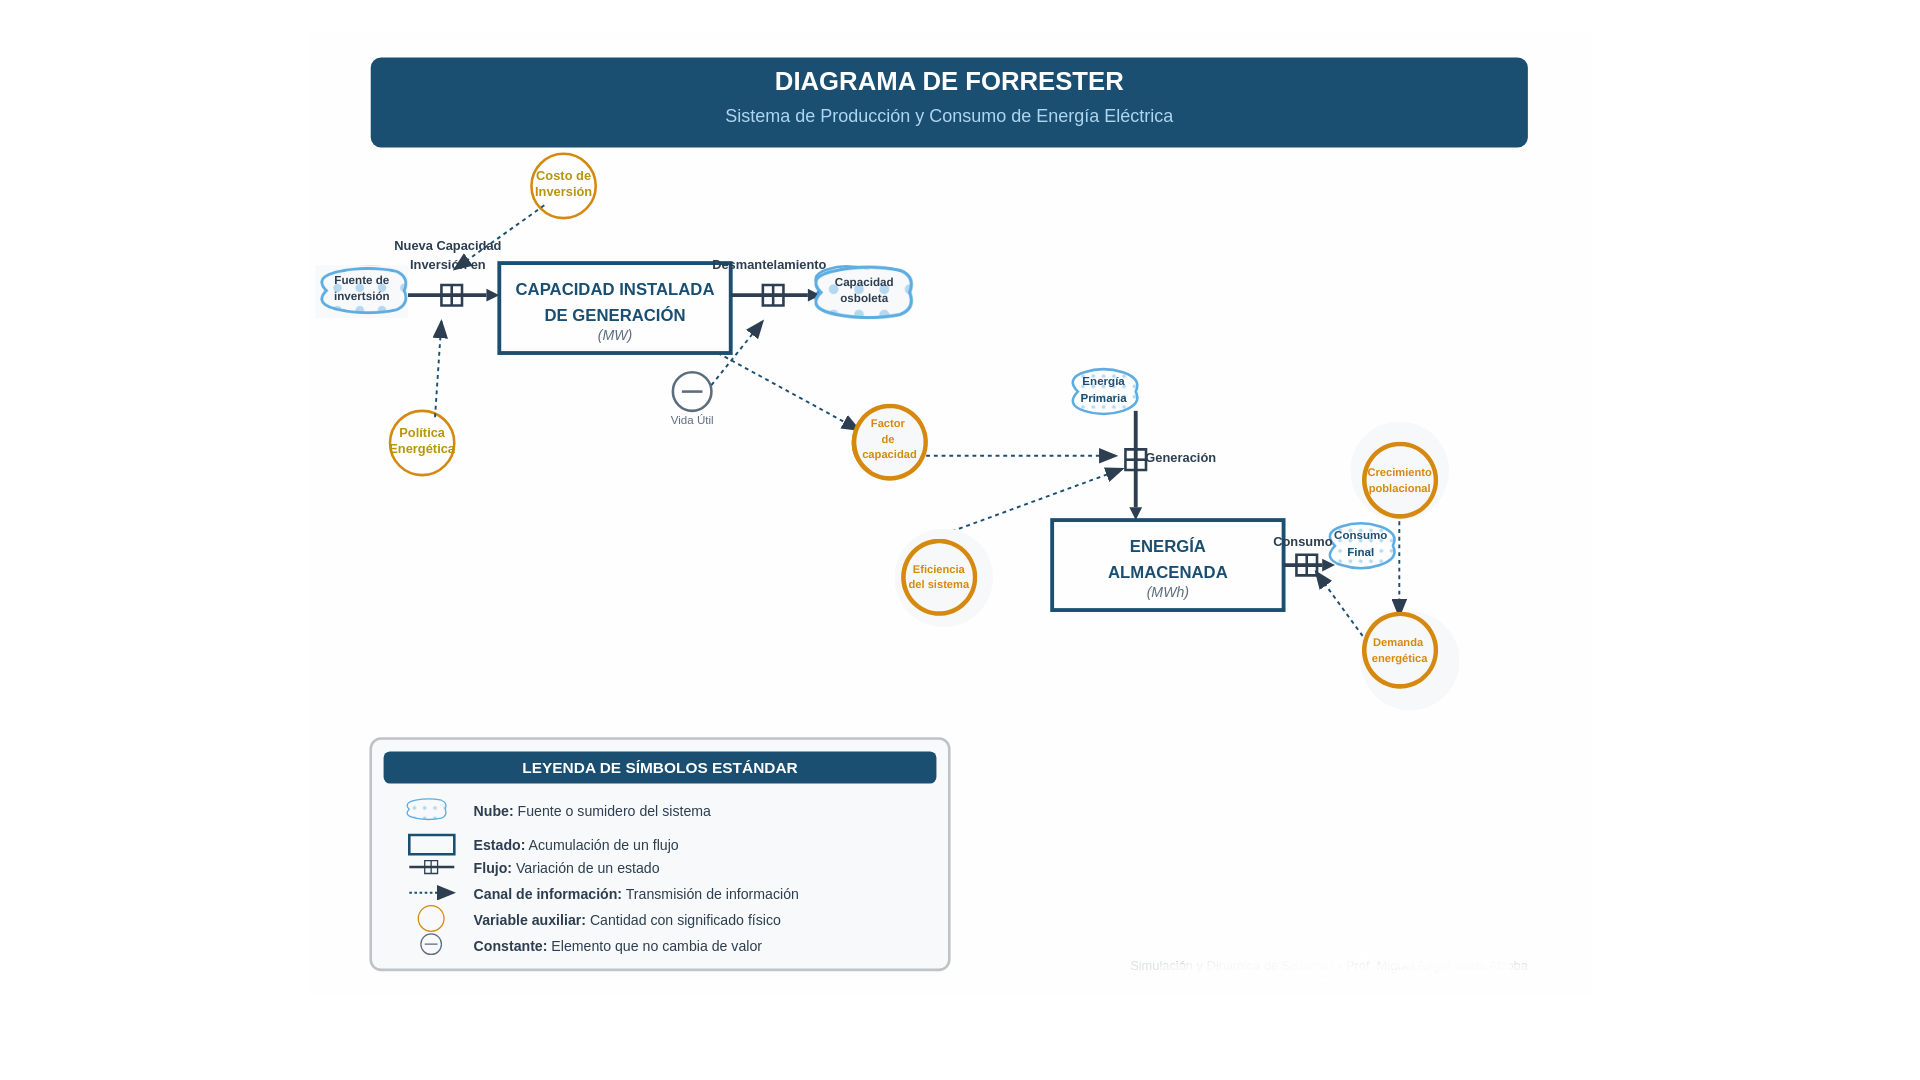 DIAGRAMA DE FORRESTER
Sistema de Producción y Consumo de Energía Eléctrica
Costo de
Inversión
Nueva Capacidad
Inversión en
Fuente de
invertsión
CAPACIDAD INSTALADA
DE GENERACIÓN
(MW)
Desmantelamiento
Capacidad
osboleta
Política
Energética
Vida Útil
Factor
de
capacidad
Energía
Primaria
Generación
Eficiencia
del sistema
ENERGÍA
ALMACENADA
(MWh)
Consumo
Consumo
Final
Crecimiento
poblacional
Demanda
energética
LEYENDA DE SÍMBOLOS ESTÁNDAR
Nube: Fuente o sumidero del sistema
Estado: Acumulación de un flujo
Flujo: Variación de un estado
Canal de información: Transmisión de información
Variable auxiliar: Cantidad con significado físico
Constante: Elemento que no cambia de valor
Simulación y Dinámica de